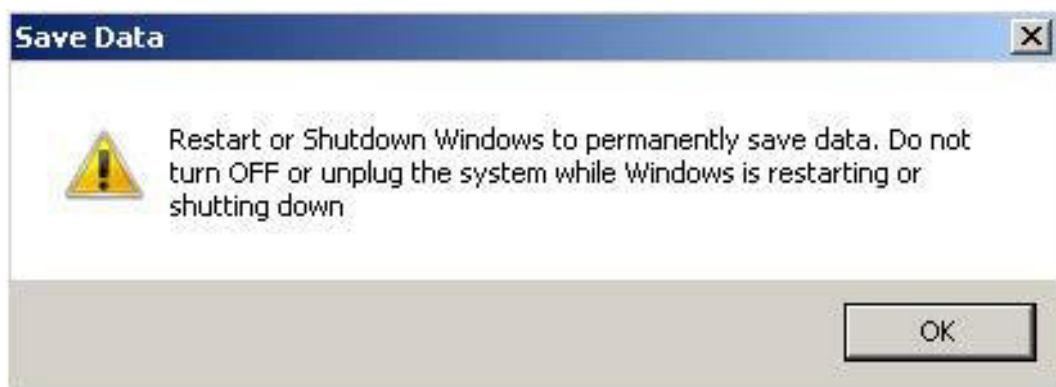 Save Data
Restart or Shutdown Windows to permanently save data. Do not
turn OFF or unplug the system while Windows is restarting or
shutting down
OK